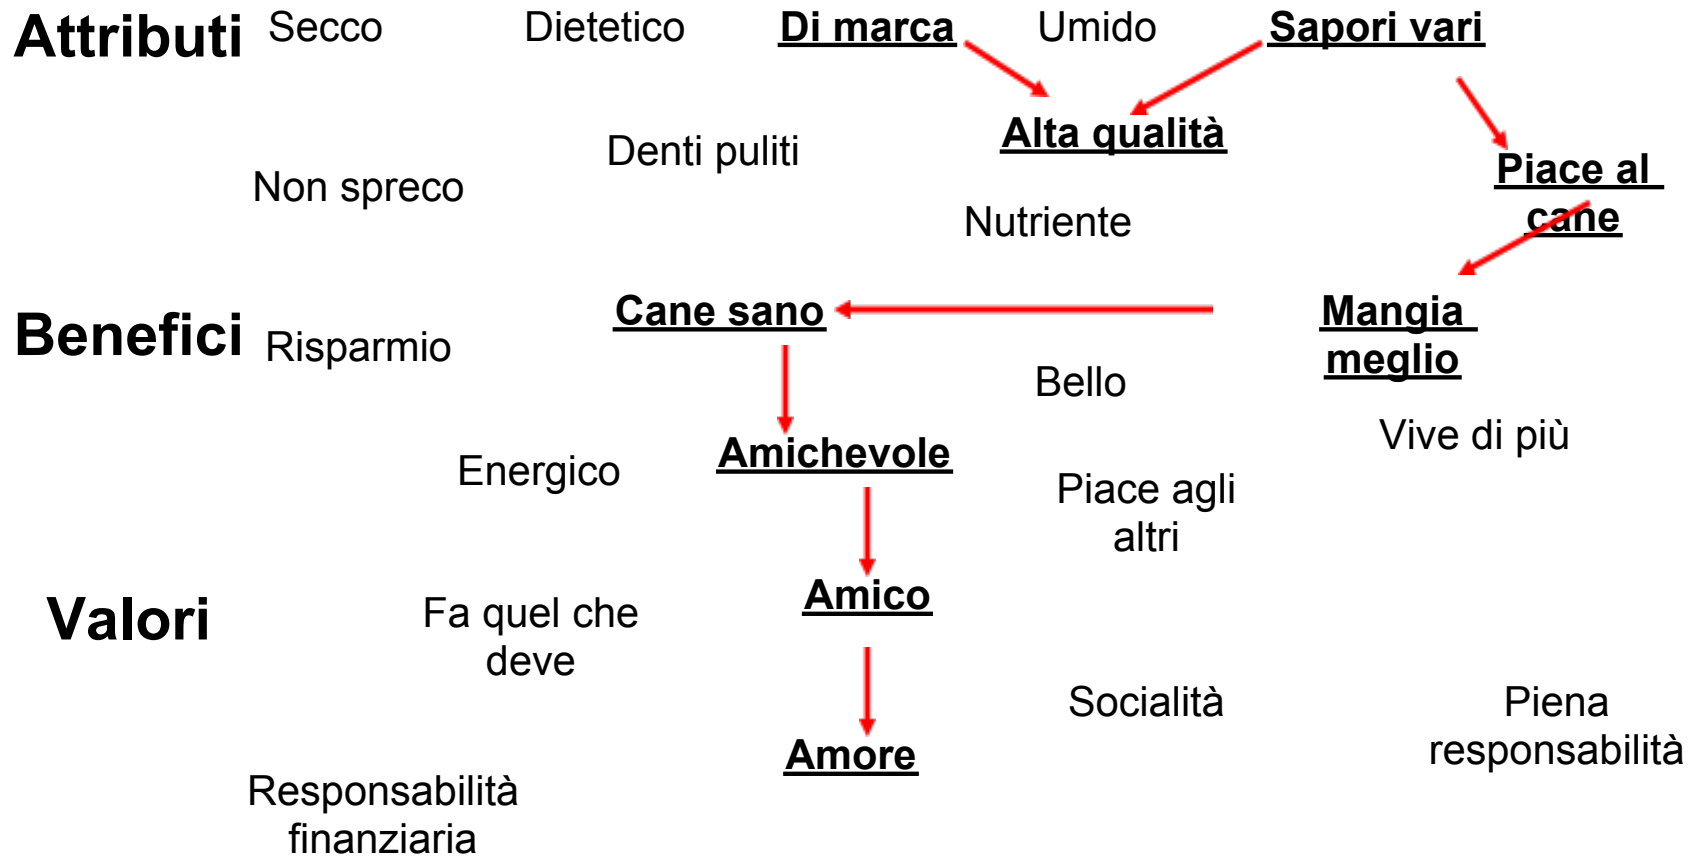 Attributi
Secco
Dietetico
Di marca
Umido
Sapori vari
Alta qualità
Denti puliti
Piace al
cane
Non spreco
Nutriente
Benefici
Cane sano
Mangia
meglio
Risparmio
Bello
Vive di più
Amichevole
Energico
Piace agli
altri
Valori
Amico
Fa quel che
deve
Socialità
Piena
responsabilità
Amore
Responsabilità
finanziaria